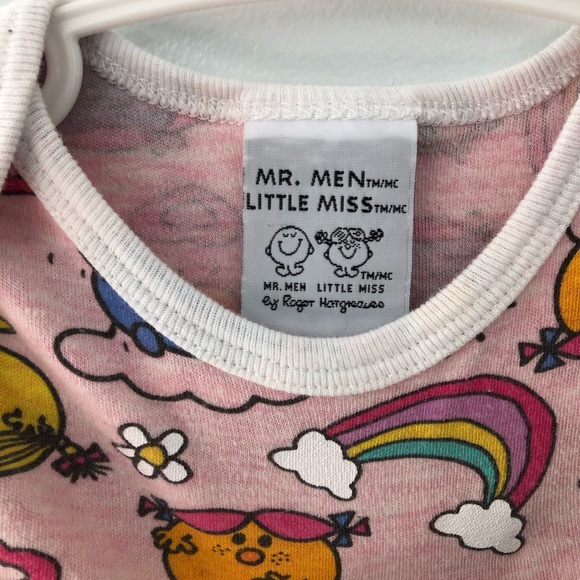 MR. MEN TM/MC
LITTLE MISS TM/MC
TM/MC
MR. MEN LITTLE MISS
by Roger Hargreaves